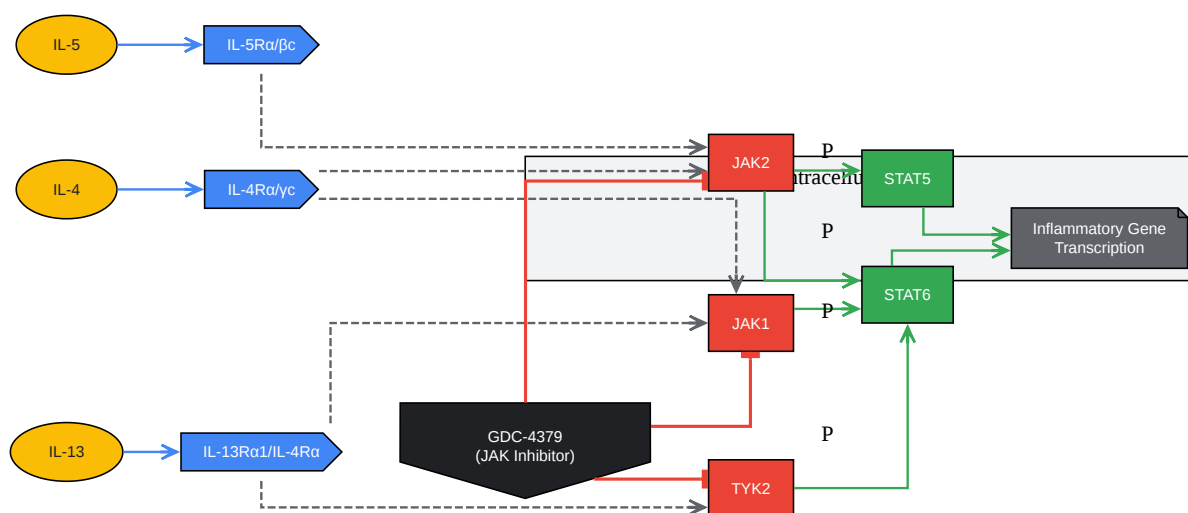 IL-5
IL-5Rα/βc
P
JAK2
ntracellu
STAT5
IL-4
IL-4Rα/γc
P
Inflammatory Gene
Transcription
STAT6
P
JAK1
GDC-4379
(JAK Inhibitor)
P
IL-13
IL-13Rα1/IL-4Rα
TYK2